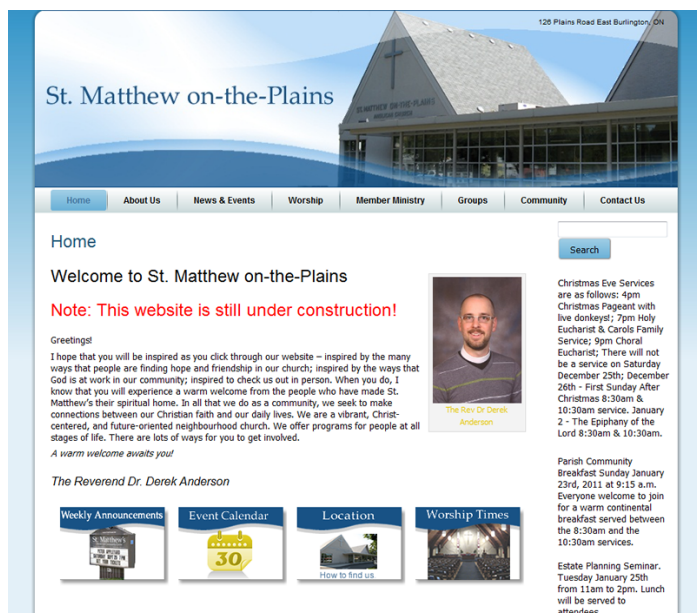 126 Plains Road East Burlington, ON
St. Matthew on-the-Plains
ST. MATTHEW ON-THE-PLAINS
ANGLICAN CHURCH
Home
About Us
News & Events
Worship
Member Ministry
Groups
Community
Contact Us
Home
Welcome to St. Matthew on-the-Plains
Note: This website is still under construction!
Greetings!
I hope that you will be inspired as you click through our website – inspired by the many
ways that people are finding hope and friendship in our church; inspired by the ways that
God is at work in our community; inspired to check us out in person. When you do, I
know that you will experience a warm welcome from the people who have made St.
Matthew's their spiritual home. In all that we do as a community, we seek to make
connections between our Christian faith and our daily lives. We are a vibrant, Christ-
centered, and future-oriented neighbourhood church. We offer programs for people at all
stages of life. There are lots of ways for you to get involved.
A warm welcome awaits you!
The Reverend Dr. Derek Anderson
The Rev Dr Derek
Anderson
Weekly Announcements
St. Matthew's
Event Calendar
30
Location
How to find us
Worship Times
Search
Christmas Eve Services
are as follows: 4pm
Christmas Pageant with
live donkeys!; 7pm Holy
Eucharist & Carols Family
Service; 9pm Choral
Eucharist; There will not
be a service on Saturday
December 25th; December
26th - First Sunday After
Christmas 8:30am &
10:30am service. January
2 - The Epiphany of the
Lord 8:30am & 10:30am.
Parish Community
Breakfast Sunday January
23rd, 2011 at 9:15 a.m.
Everyone welcome to join
for a warm continental
breakfast served between
the 8:30am and the
10:30am services.
Estate Planning Seminar.
Tuesday January 25th
from 11am to 2pm. Lunch
will be served to
attendees